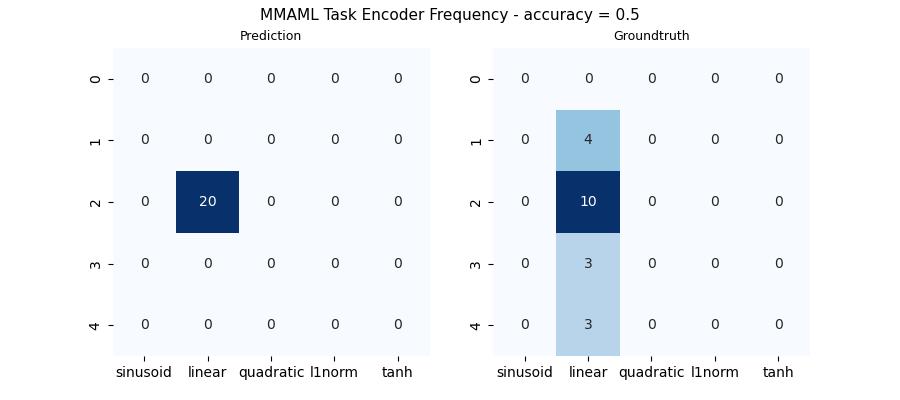 MMAML Task Encoder Frequency - accuracy = 0.5
Prediction
0 0 0 0 0 0
1 0 0 0 0 0
2 0 20 0 0 0
3 0 0 0 0 0
4 0 0 0 0 0
sinusoid linear quadratic l1norm tanh
Groundtruth
0 0 0 0 0 0
1 0 4 0 0 0
2 0 10 0 0 0
3 0 3 0 0 0
4 0 3 0 0 0
sinusoid linear quadratic l1norm tanh